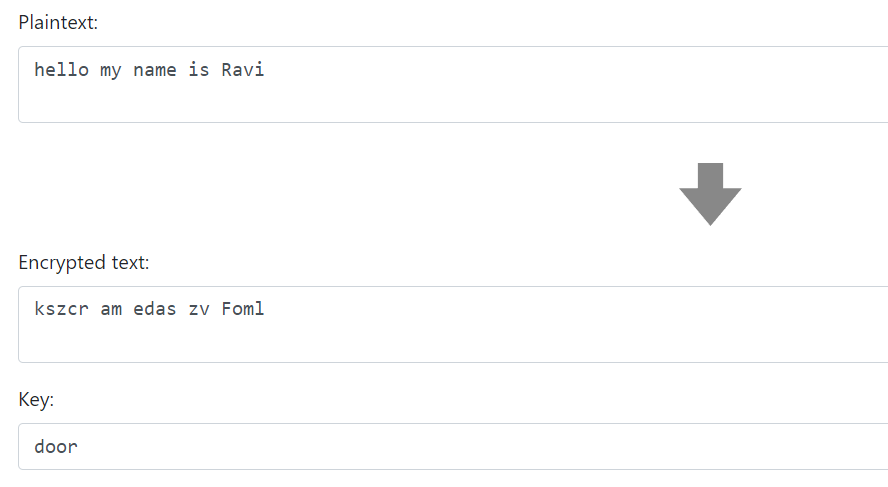 Plaintext:
hello my name is Ravi
Encrypted text:
kszcr am edas zv Foml
Key:
door